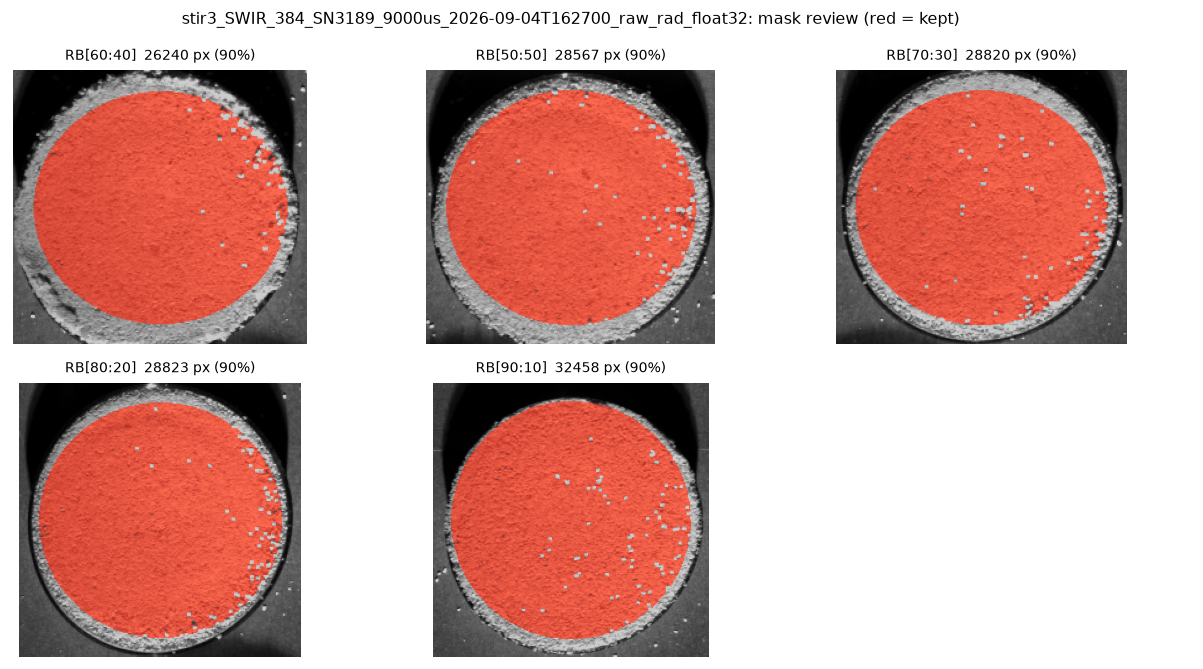 stir3_SWIR_384_SN3189_9000us_2026-09-04T162700_raw_rad_float32: mask review (red = kept)
RB[60:40]  26240 px (90%)
RB[50:50]  28567 px (90%)
RB[70:30]  28820 px (90%)
RB[80:20]  28823 px (90%)
RB[90:10]  32458 px (90%)